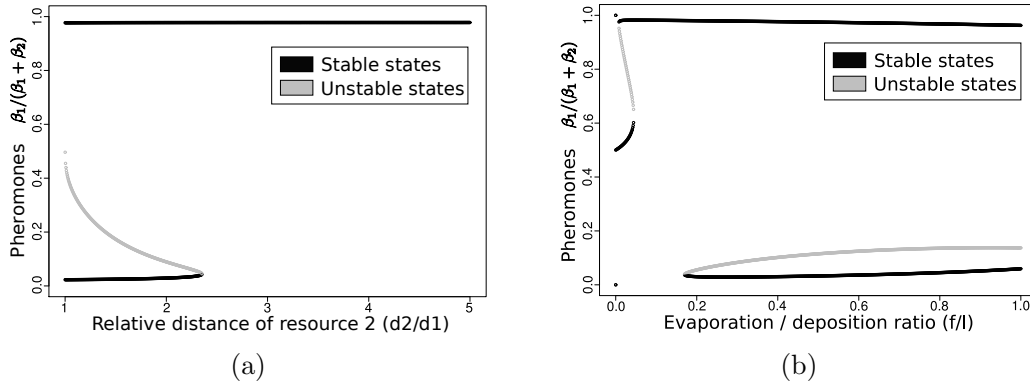 Pheromones β₁/(β₁ + β₂)
1.0
0.8
0.6
0.4
0.2
0.0
Stable states
Unstable states
1 2 3 4 5
Relative distance of resource 2 (d2/d1)
(a)
Pheromones β₁/(β₁ + β₂)
1.0
0.8
0.6
0.4
0.2
0.0
Stable states
Unstable states
0.0 0.2 0.4 0.6 0.8 1.0
Evaporation / deposition ratio (f/l)
(b)